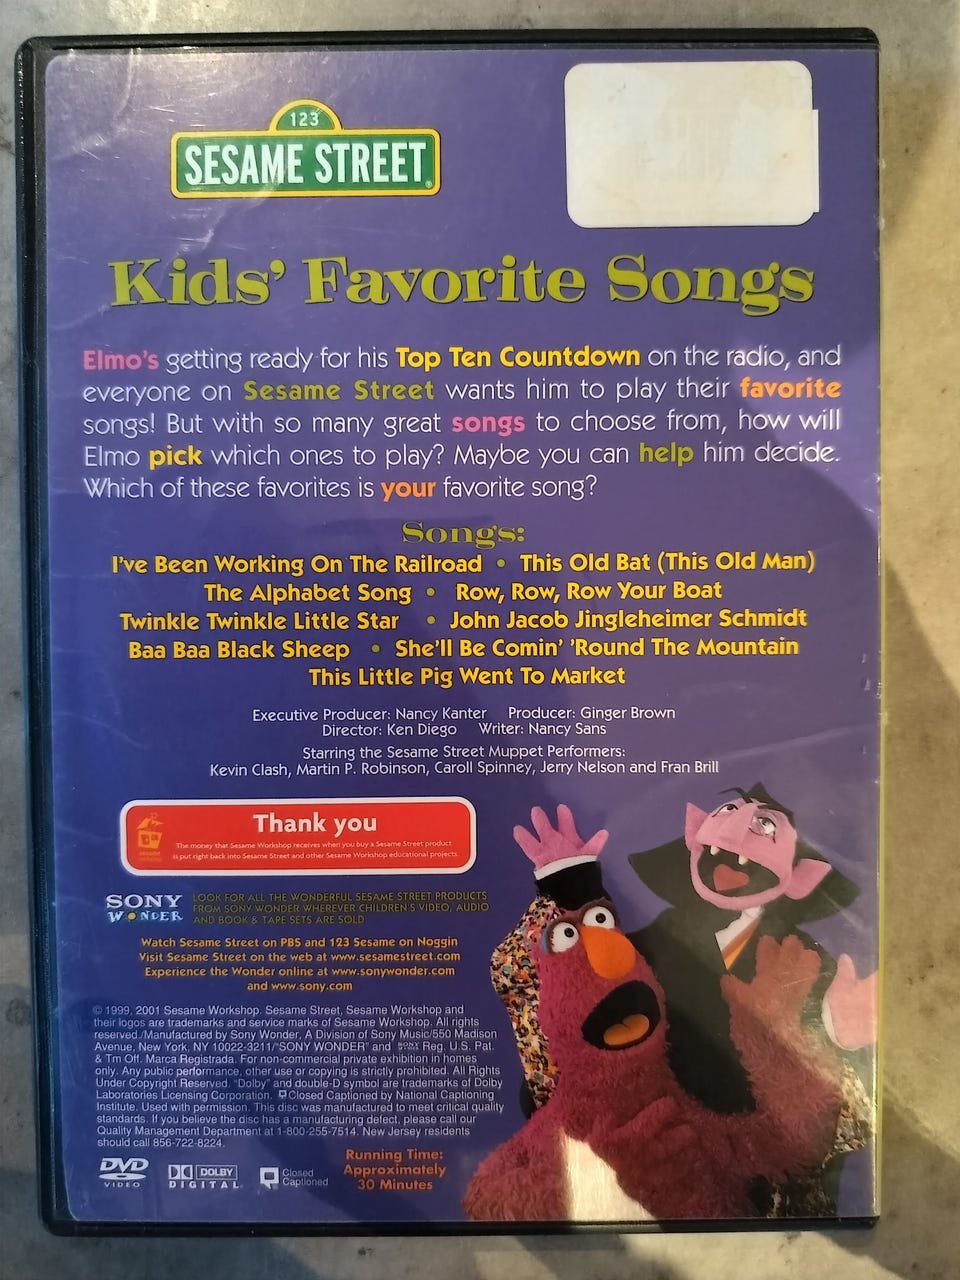 123
SESAME STREET
Kids' Favorite Songs
Elmo's getting ready for his Top Ten Countdown on the radio, and
everyone on Sesame Street wants him to play their favorite
songs! But with so many great songs to choose from, how will
Elmo pick which ones to play? Maybe you can help him decide.
Which of these favorites is your favorite song?
Songs:
I've Been Working On The Railroad • This Old Bat (This Old Man)
The Alphabet Song • Row, Row, Row Your Boat
Twinkle Twinkle Little Star • John Jacob Jingleheimer Schmidt
Baa Baa Black Sheep • She'll Be Comin' 'Round The Mountain
This Little Pig Went To Market
Executive Producer: Nancy Kanter Producer: Ginger Brown
Director: Ken Diego Writer: Nancy Sans
Starring the Sesame Street Muppet Performers:
Kevin Clash, Martin P. Robinson, Caroll Spinney, Jerry Nelson and Fran Brill
Thank you
The money that Sesame Workshop receives when you buy a Sesame Street product
is put right back into Sesame Street and other Sesame Workshop educational projects.
SONY
WONDER
LOOK FOR ALL THE WONDERFUL SESAME STREET PRODUCTS
FROM SONY WONDER WHEREVER CHILDREN'S VIDEO, AUDIO
AND BOOK & TAPE SETS ARE SOLD
Watch Sesame Street on PBS and 123 Sesame on Noggin
Visit Sesame Street on the web at www.sesamestreet.com
Experience the Wonder online at www.sonywonder.com
and www.sony.com
© 1999, 2001 Sesame Workshop. Sesame Street, Sesame Workshop and
their logos are trademarks and service marks of Sesame Workshop. All rights
reserved./Manufactured by Sony Wonder, A Division of Sony Music/550 Madison
Avenue, New York, NY 10022-3211/"SONY WONDER" and SONY WONDER Reg. U.S. Pat.
& Tm Off. Marca Registrada. For non-commercial private exhibition in homes
only. Any public performance, other use or copying is strictly prohibited. All Rights
Under Copyright Reserved. "Dolby" and double-D symbol are trademarks of Dolby
Laboratories Licensing Corporation. Closed Captioned by National Captioning
Institute. Used with permission. This disc was manufactured to meet critical quality
standards. If you believe the disc has a manufacturing defect, please call our
Quality Management Department at 1-800-255-7514. New Jersey residents
should call 856-722-8224.
DVD
VIDEO
DOLBY
DIGITAL
Closed
Captioned
Running Time:
Approximately
30 Minutes